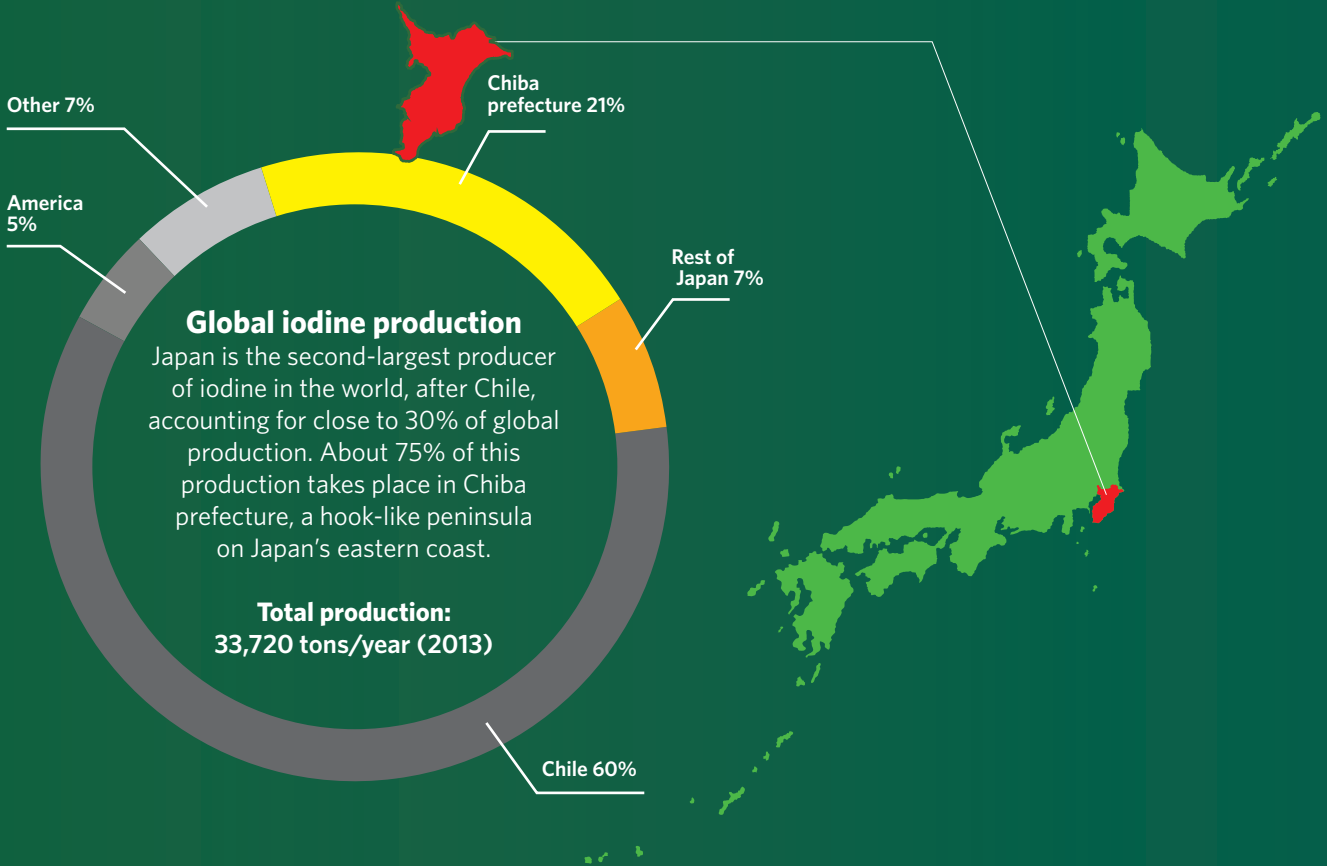 Chiba
prefecture 21%
Other 7%
America
5%
Rest of
Japan 7%
Global iodine production
Japan is the second-largest producer
of iodine in the world, after Chile,
accounting for close to 30% of global
production. About 75% of this
production takes place in Chiba
prefecture, a hook-like peninsula
on Japan’s eastern coast.
Total production:
33,720 tons/year (2013)
Chile 60%